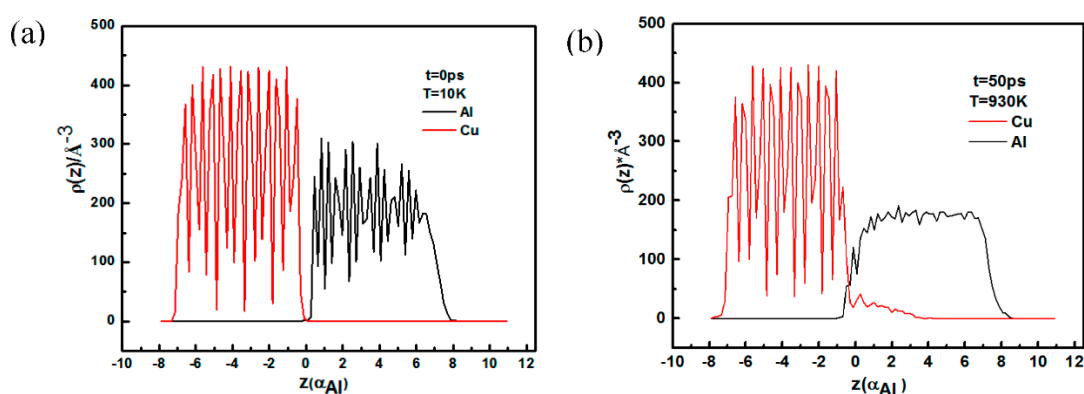 (a)
500
400
300
200
100
0
ρ(z)/Å⁻³
t=0ps
T=10K
Al
Cu
-10 -8 -6 -4 -2 0 2 4 6 8 10 12
z(αAl)
(b)
500
400
300
200
100
0
ρ(z)*Å⁻³
t=50ps
T=930K
Cu
Al
-10 -8 -6 -4 -2 0 2 4 6 8 10 12
z(αAl)